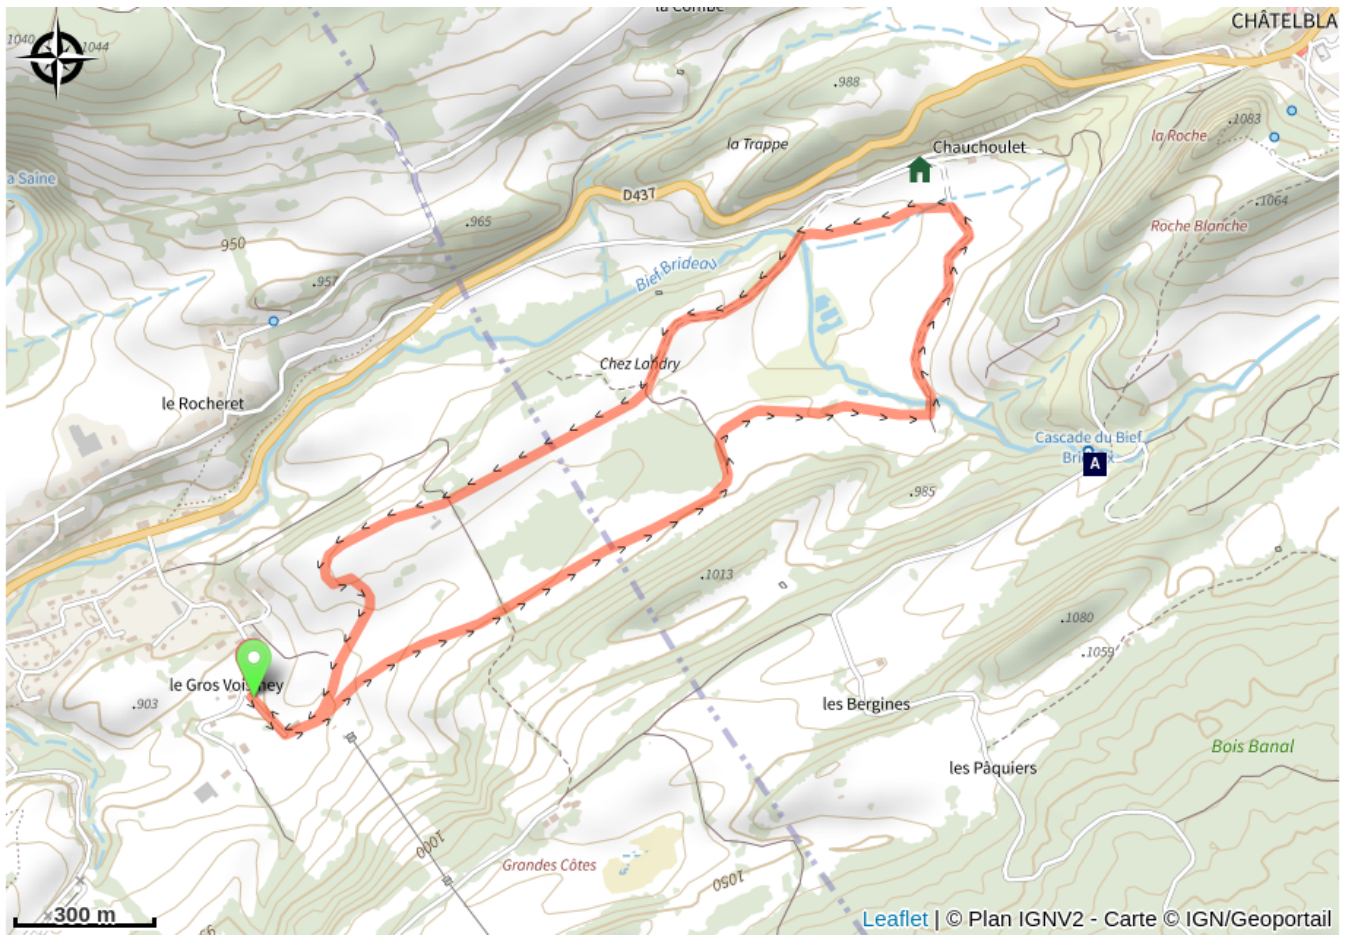 la Combe
CHÂTELBLA
1040
1044
988
.1083
la Roche
la Trappe
Chauchoulet
a Saine
D437
.1064
.965
Roche Blanche
950
.957
Bief Brideau
Chez Landry
le Rocheret
Cascade du Bief
A
.985
.1013
.1080
.1059
le Gros Voisiney
.903
les Bergines
Bois Banal
les Pâquiers
1000
Grandes Côtes
1050
300 m
Leaflet | © Plan IGNV2 - Carte © IGN/Geoportail